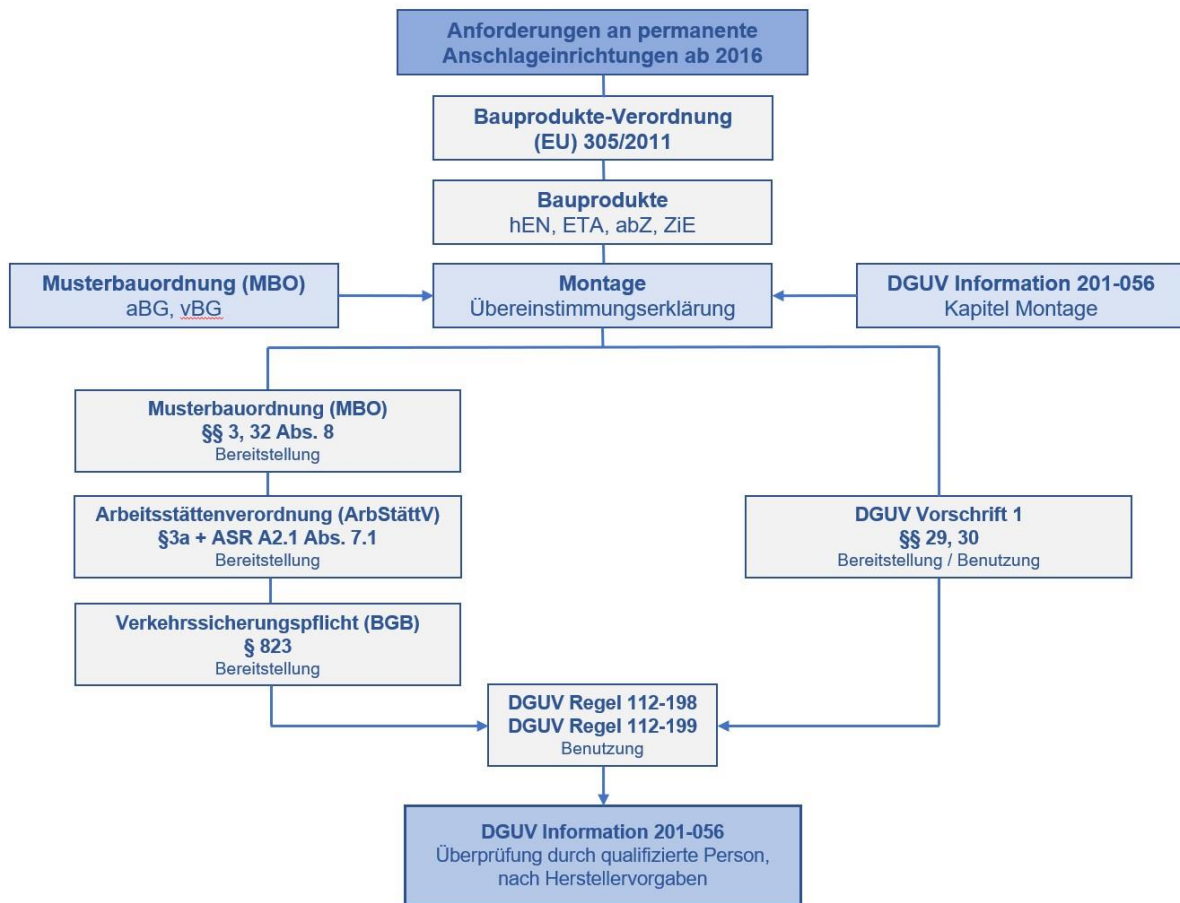 Anforderungen an permanente
Anschlageinrichtungen ab 2016
Bauprodukte-Verordnung
(EU) 305/2011
Bauprodukte
hEN, ETA, abZ, ZiE
Musterbauordnung (MBO)
aBG, vBG
Montage
Übereinstimmungserklärung
DGUV Information 201-056
Kapitel Montage
Musterbauordnung (MBO)
§§ 3, 32 Abs. 8
Bereitstellung
Arbeitsstättenverordnung (ArbStättV)
§3a + ASR A2.1 Abs. 7.1
Bereitstellung
DGUV Vorschrift 1
§§ 29, 30
Bereitstellung / Benutzung
Verkehrssicherungspflicht (BGB)
§ 823
Bereitstellung
DGUV Regel 112-198
DGUV Regel 112-199
Benutzung
DGUV Information 201-056
Überprüfung durch qualifizierte Person,
nach Herstellervorgaben